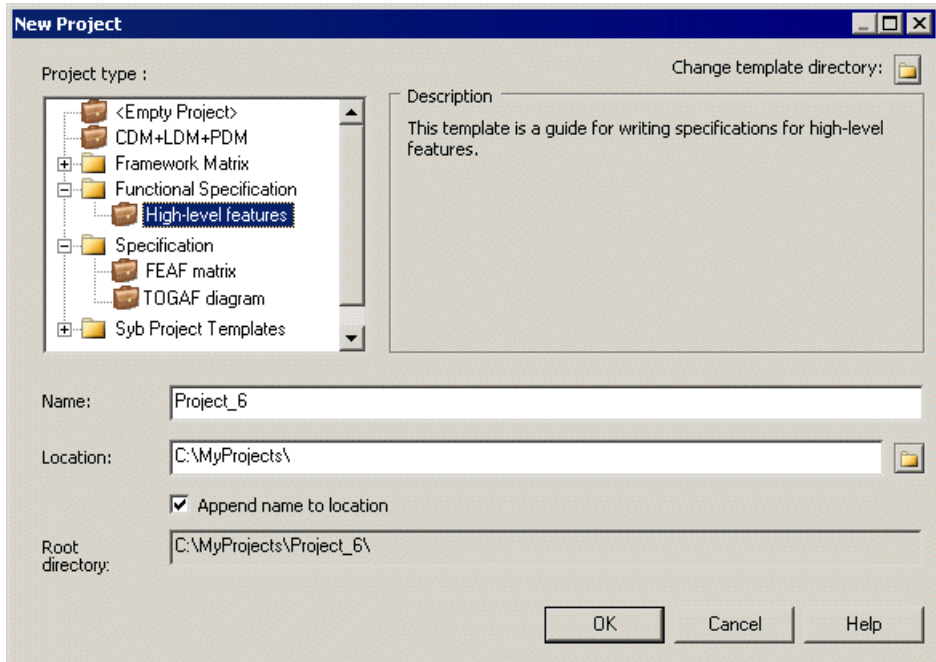 New Project
Project type :
Change template directory:
<Empty Project>
CDM+LDM+PDM
Framework Matrix
Functional Specification
High-level features
Specification
FEAF matrix
TOGAF diagram
Syb Project Templates
Description
This template is a guide for writing specifications for high-level
features.
Name:
Project_6
Location:
C:\MyProjects\
Append name to location
Root
directory:
C:\MyProjects\Project_6\
OK
Cancel
Help